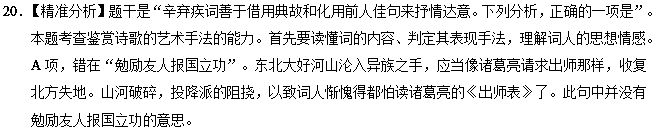 20.【精准分析】题干是“辛弃疾词善于借用典故和化用前人佳句来抒情达意。下列分析，正确的一项是”。
本题考查鉴赏诗歌的艺术手法的能力。首先要读懂词的内容、判定其表现手法，理解词人的思想情感。
A 项，错在“勉励友人报国立功”。东北大好河山沦入异族之手，应当像诸葛亮请求出师那样，收复
北方失地。山河破碎，投降派的阻挠，以致词人惭愧得都怕读诸葛亮的《出师表》了。此句中并没有
勉励友人报国立功的意思。